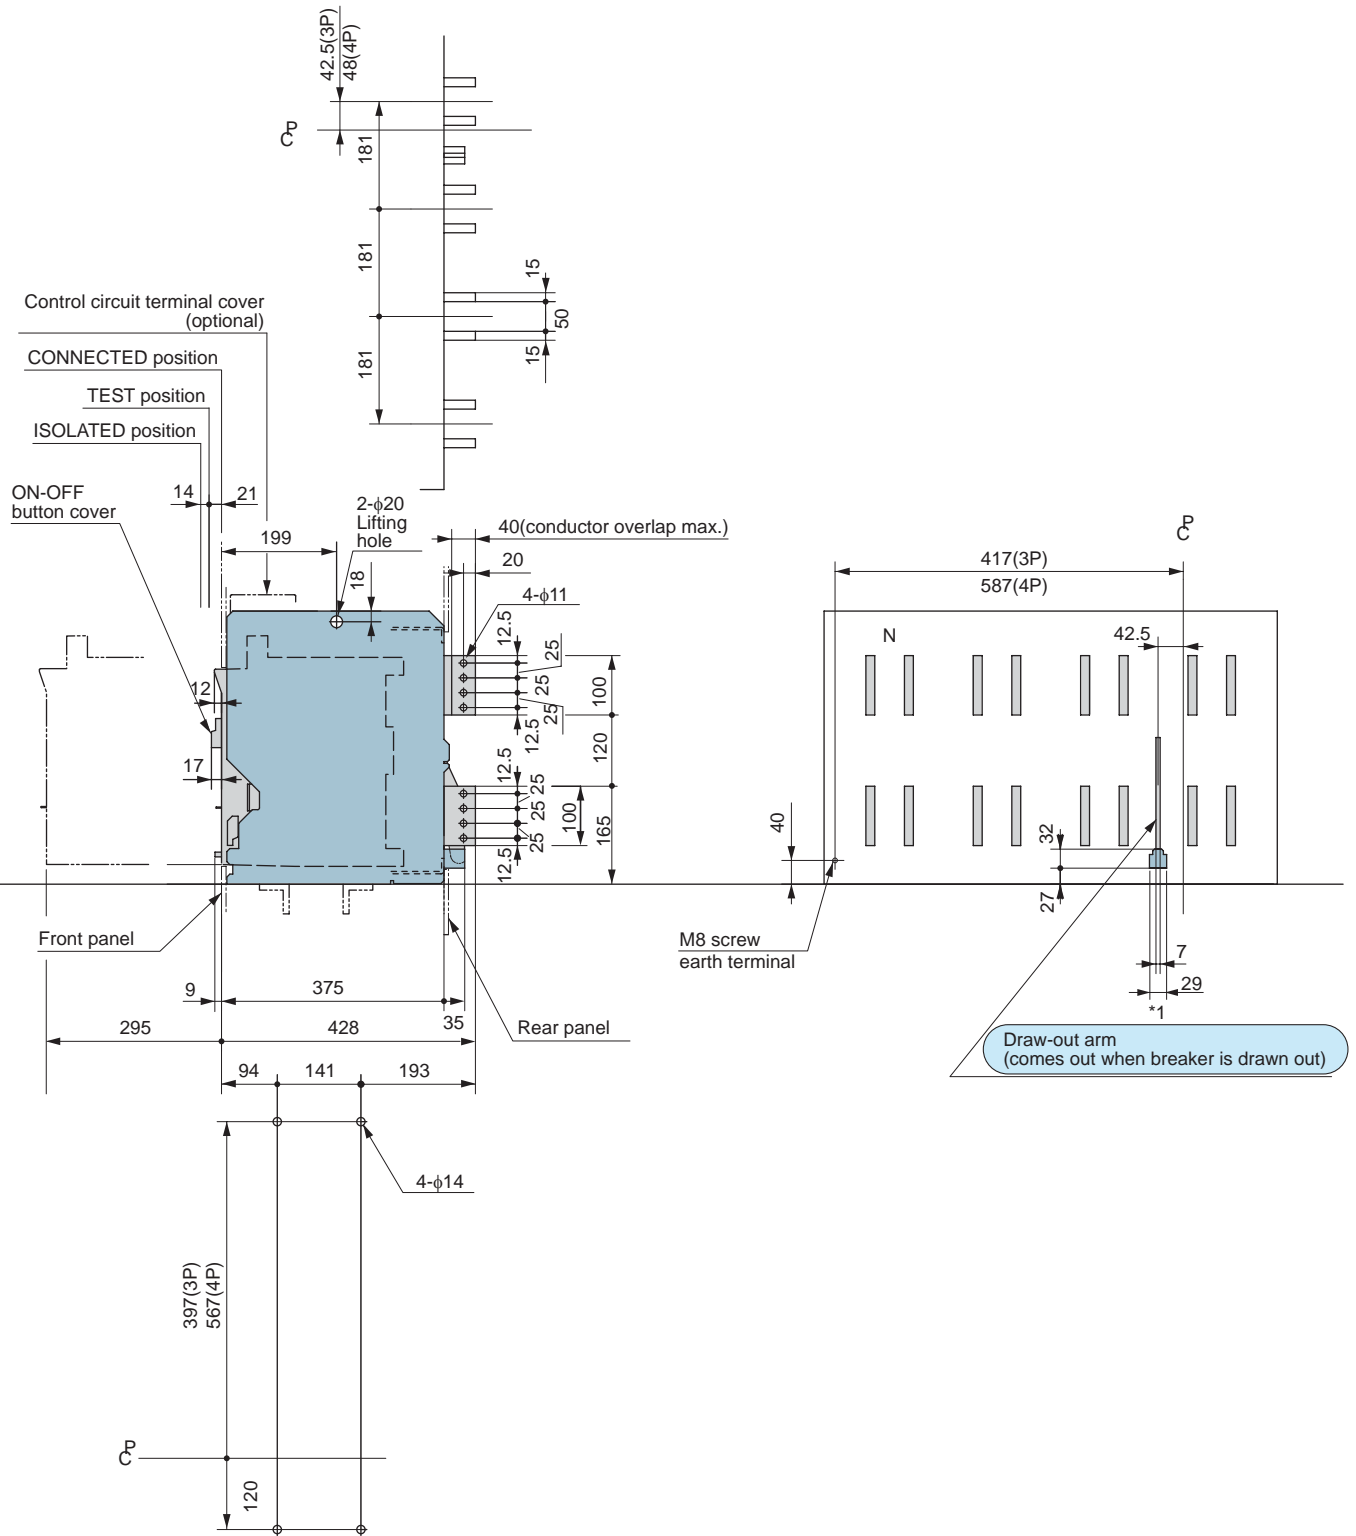 42.5(3P)
48(4P)
CP
181
181
181
15
50
15
Control circuit terminal cover
(optional)
CONNECTED position
TEST position
ISOLATED position
ON-OFF
button cover
14
21
199
2-ϕ20
Lifting
hole
18
40(conductor overlap max.)
20
4-ϕ11
12.5
25
25
25
12.5
100
120
12.5
25
25
25
12.5
100
165
12
17
Front panel
9
375
35
295
428
Rear panel
94
141
193
4-ϕ14
397(3P)
567(4P)
CP
120
CP
417(3P)
587(4P)
N
42.5
40
32
27
M8 screw
earth terminal
7
29
*1
Draw-out arm
(comes out when breaker is drawn out)